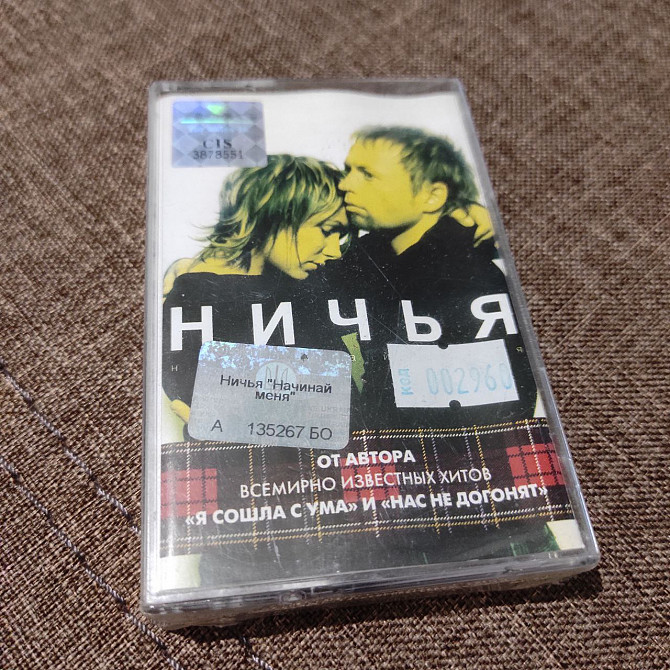 CIS
3878551
НИЧЬЯ
Ничья "Начинай
меня"
А 135267 БО
КОД
002960
ОТ АВТОРА
ВСЕМИРНО ИЗВЕСТНЫХ ХИТОВ
«Я СОШЛА С УМА» И «НАС НЕ ДОГОНЯТ»